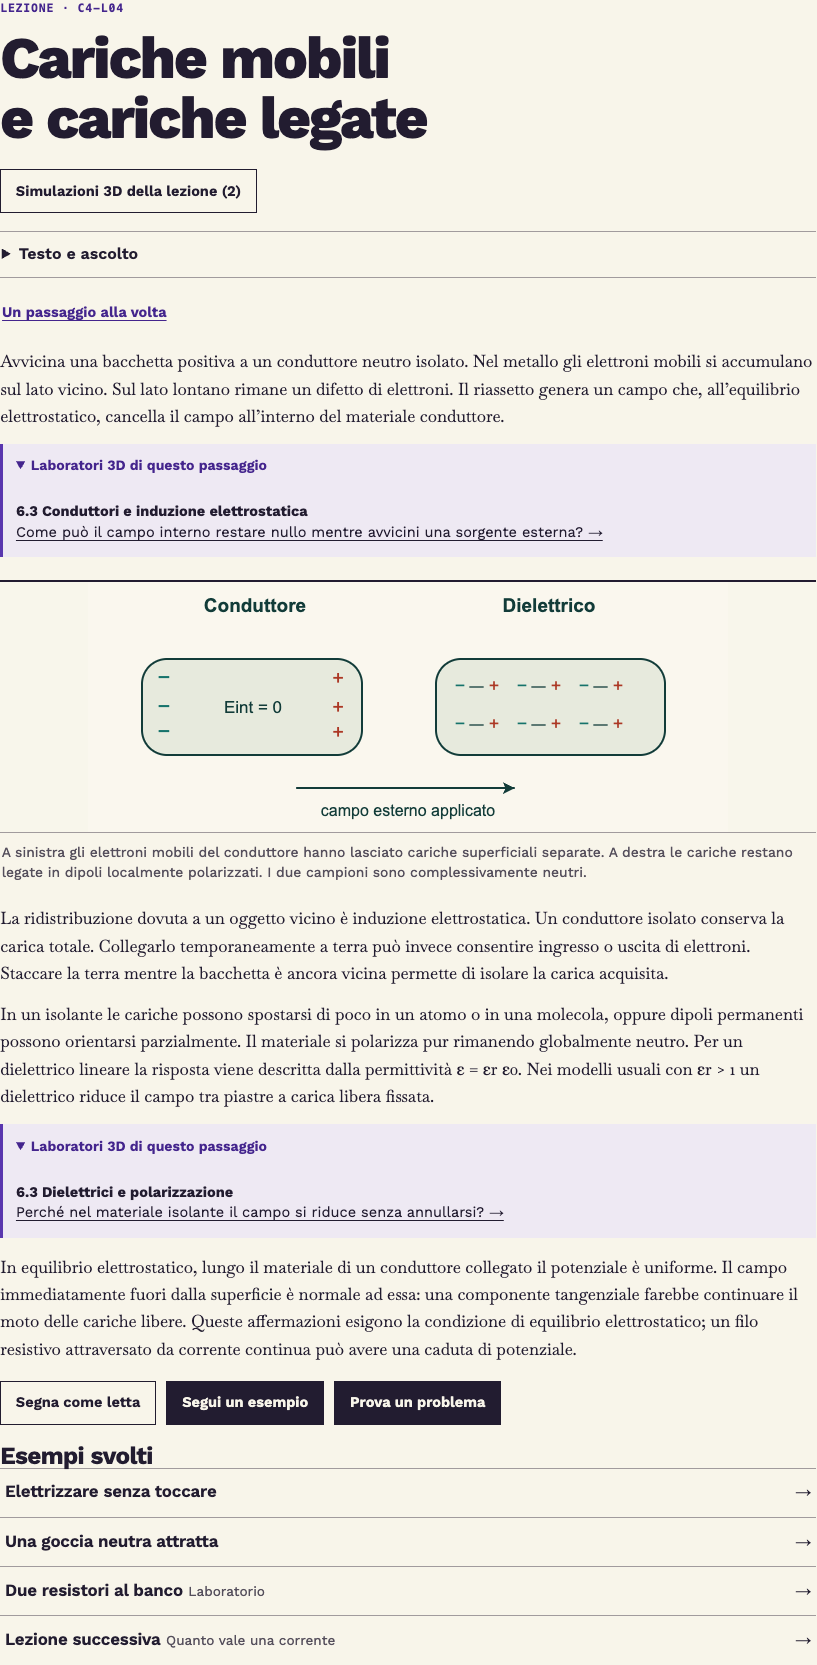 LEZIONE · C4–L04
Cariche mobili
e cariche legate
Simulazioni 3D della lezione (2)
▶ Testo e ascolto
Un passaggio alla volta
Avvicina una bacchetta positiva a un conduttore neutro isolato. Nel metallo gli elettroni mobili si accumulano
sul lato vicino. Sul lato lontano rimane un difetto di elettroni. Il riassetto genera un campo che, all’equilibrio
elettrostatico, cancella il campo all’interno del materiale conduttore.
▼ Laboratori 3D di questo passaggio
6.3 Conduttori e induzione elettrostatica
Come può il campo interno restare nullo mentre avvicini una sorgente esterna? →
Conduttore
Dielettrico
− +
− Eint = 0 +
− +
− — + − — + − — +
− — + − — + − — +
campo esterno applicato
A sinistra gli elettroni mobili del conduttore hanno lasciato cariche superficiali separate. A destra le cariche restano
legate in dipoli localmente polarizzati. I due campioni sono complessivamente neutri.
La ridistribuzione dovuta a un oggetto vicino è induzione elettrostatica. Un conduttore isolato conserva la
carica totale. Collegarlo temporaneamente a terra può invece consentire ingresso o uscita di elettroni.
Staccare la terra mentre la bacchetta è ancora vicina permette di isolare la carica acquisita.
In un isolante le cariche possono spostarsi di poco in un atomo o in una molecola, oppure dipoli permanenti
possono orientarsi parzialmente. Il materiale si polarizza pur rimanendo globalmente neutro. Per un
dielettrico lineare la risposta viene descritta dalla permittività ε = εr ε0. Nei modelli usuali con εr > 1 un
dielettrico riduce il campo tra piastre a carica libera fissata.
▼ Laboratori 3D di questo passaggio
6.3 Dielettrici e polarizzazione
Perché nel materiale isolante il campo si riduce senza annullarsi? →
In equilibrio elettrostatico, lungo il materiale di un conduttore collegato il potenziale è uniforme. Il campo
immediatamente fuori dalla superficie è normale ad essa: una componente tangenziale farebbe continuare il
moto delle cariche libere. Queste affermazioni esigono la condizione di equilibrio elettrostatico; un filo
resistivo attraversato da corrente continua può avere una caduta di potenziale.
Segna come letta
Segui un esempio
Prova un problema
Esempi svolti
Elettrizzare senza toccare →
Una goccia neutra attratta →
Due resistori al banco Laboratorio →
Lezione successiva Quanto vale una corrente →